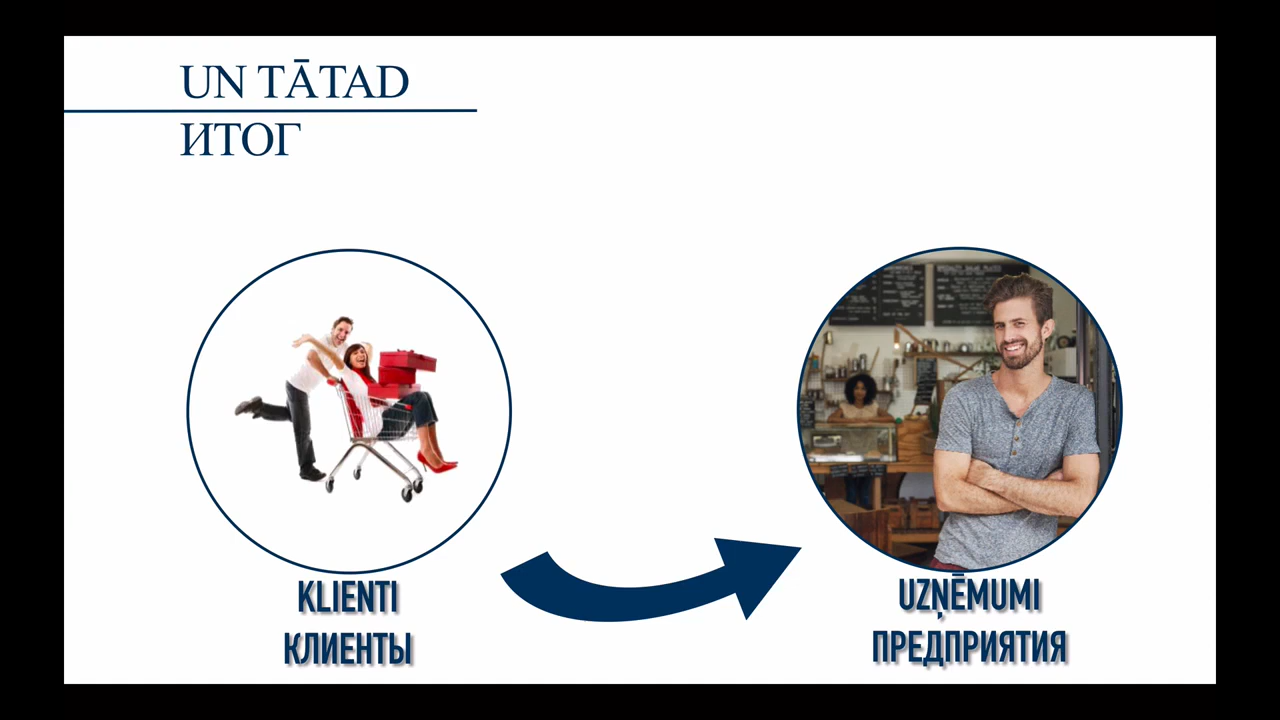 UN TĀTAD
ИТОГ
KLIENTI
КЛИЕНТЫ
UZŅĒMUMI
ПРЕДПРИЯТИЯ